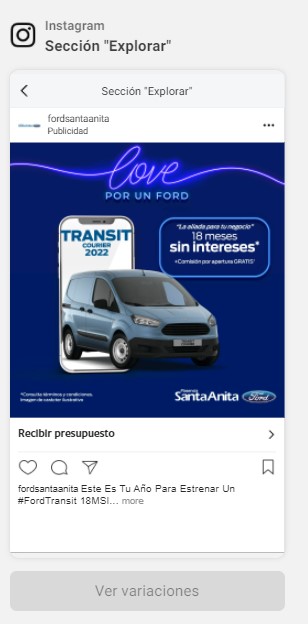 Instagram
Sección "Explorar"
Sección "Explorar"
fordsantaanita
Publicidad
love
POR UN FORD
TRANSIT
COURIER
2022
"La aliada para tu negocio"
18 meses
sin intereses*
+Comisión por apertura GRATIS*
*Consulta términos y condiciones.
Imagen de carácter ilustrativo
SantaAnita Ford
Recibir presupuesto
fordsantaanita Este Es Tu Año Para Estrenar Un
#FordTransit 18MSI... more
Ver variaciones